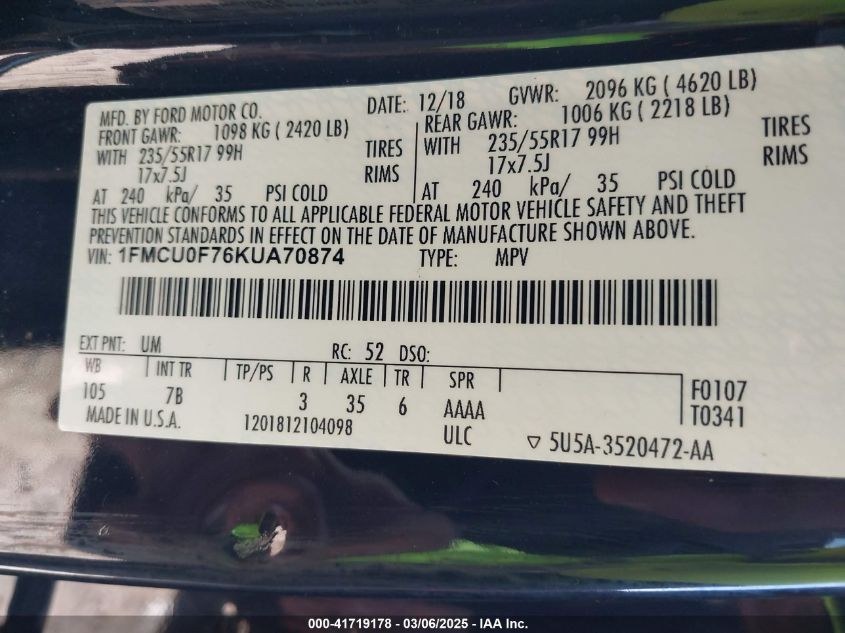 MFD. BY FORD MOTOR CO. DATE: 12/18 GVWR: 2096 KG ( 4620 LB)
FRONT GAWR: 1098 KG ( 2420 LB) REAR GAWR: 1006 KG ( 2218 LB)
WITH 235/55R17 99H TIRES WITH 235/55R17 99H TIRES
17x7.5J RIMS 17x7.5J RIMS
AT 240 kPa/ 35 PSI COLD AT 240 kPa/ 35 PSI COLD
THIS VEHICLE CONFORMS TO ALL APPLICABLE FEDERAL MOTOR VEHICLE SAFETY AND THEFT
PREVENTION STANDARDS IN EFFECT ON THE DATE OF MANUFACTURE SHOWN ABOVE.
VIN: 1FMCU0F76KUA70874 TYPE: MPV
EXT PNT: UM RC: 52 DSO:
WB INT TR TP/PS R AXLE TR SPR F0107
105 7B 3 35 6 AAAA T0341
MADE IN U.S.A. 1201812104098 ULC ▽ 5U5A-3520472-AA
000-41719178 - 03/06/2025 - IAA Inc.